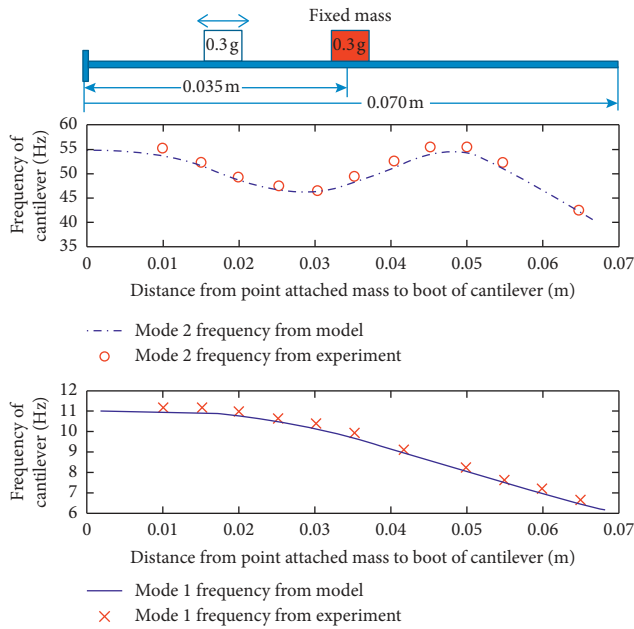 Fixed mass
0.3 g
0.3 g
0.035 m
0.070 m
60
55
50
45
40
35
Frequency of
cantilever (Hz)
0 0.01 0.02 0.03 0.04 0.05 0.06 0.07
Distance from point attached mass to boot of cantilever (m)
Mode 2 frequency from model
Mode 2 frequency from experiment
12
11
10
9
8
7
6
Frequency of
cantilever (Hz)
0 0.01 0.02 0.03 0.04 0.05 0.06 0.07
Distance from point attached mass to boot of cantilever (m)
Mode 1 frequency from model
Mode 1 frequency from experiment